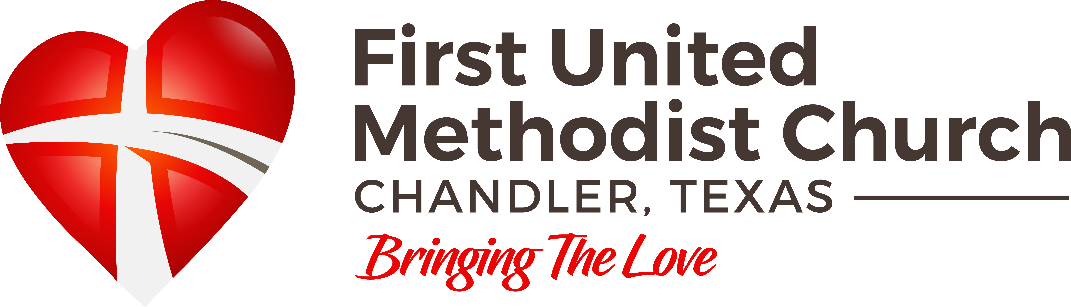 First United
Methodist Church
CHANDLER, TEXAS
Bringing The Love